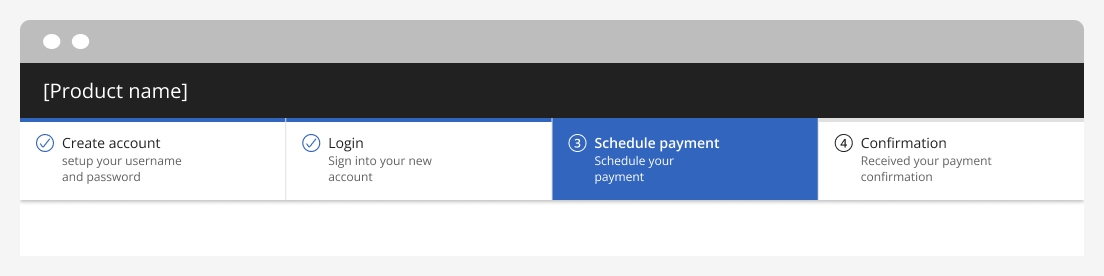 [Product name]
Create account
setup your username
and password
Login
Sign into your new
account
3 Schedule payment
Schedule your
payment
4 Confirmation
Received your payment
confirmation